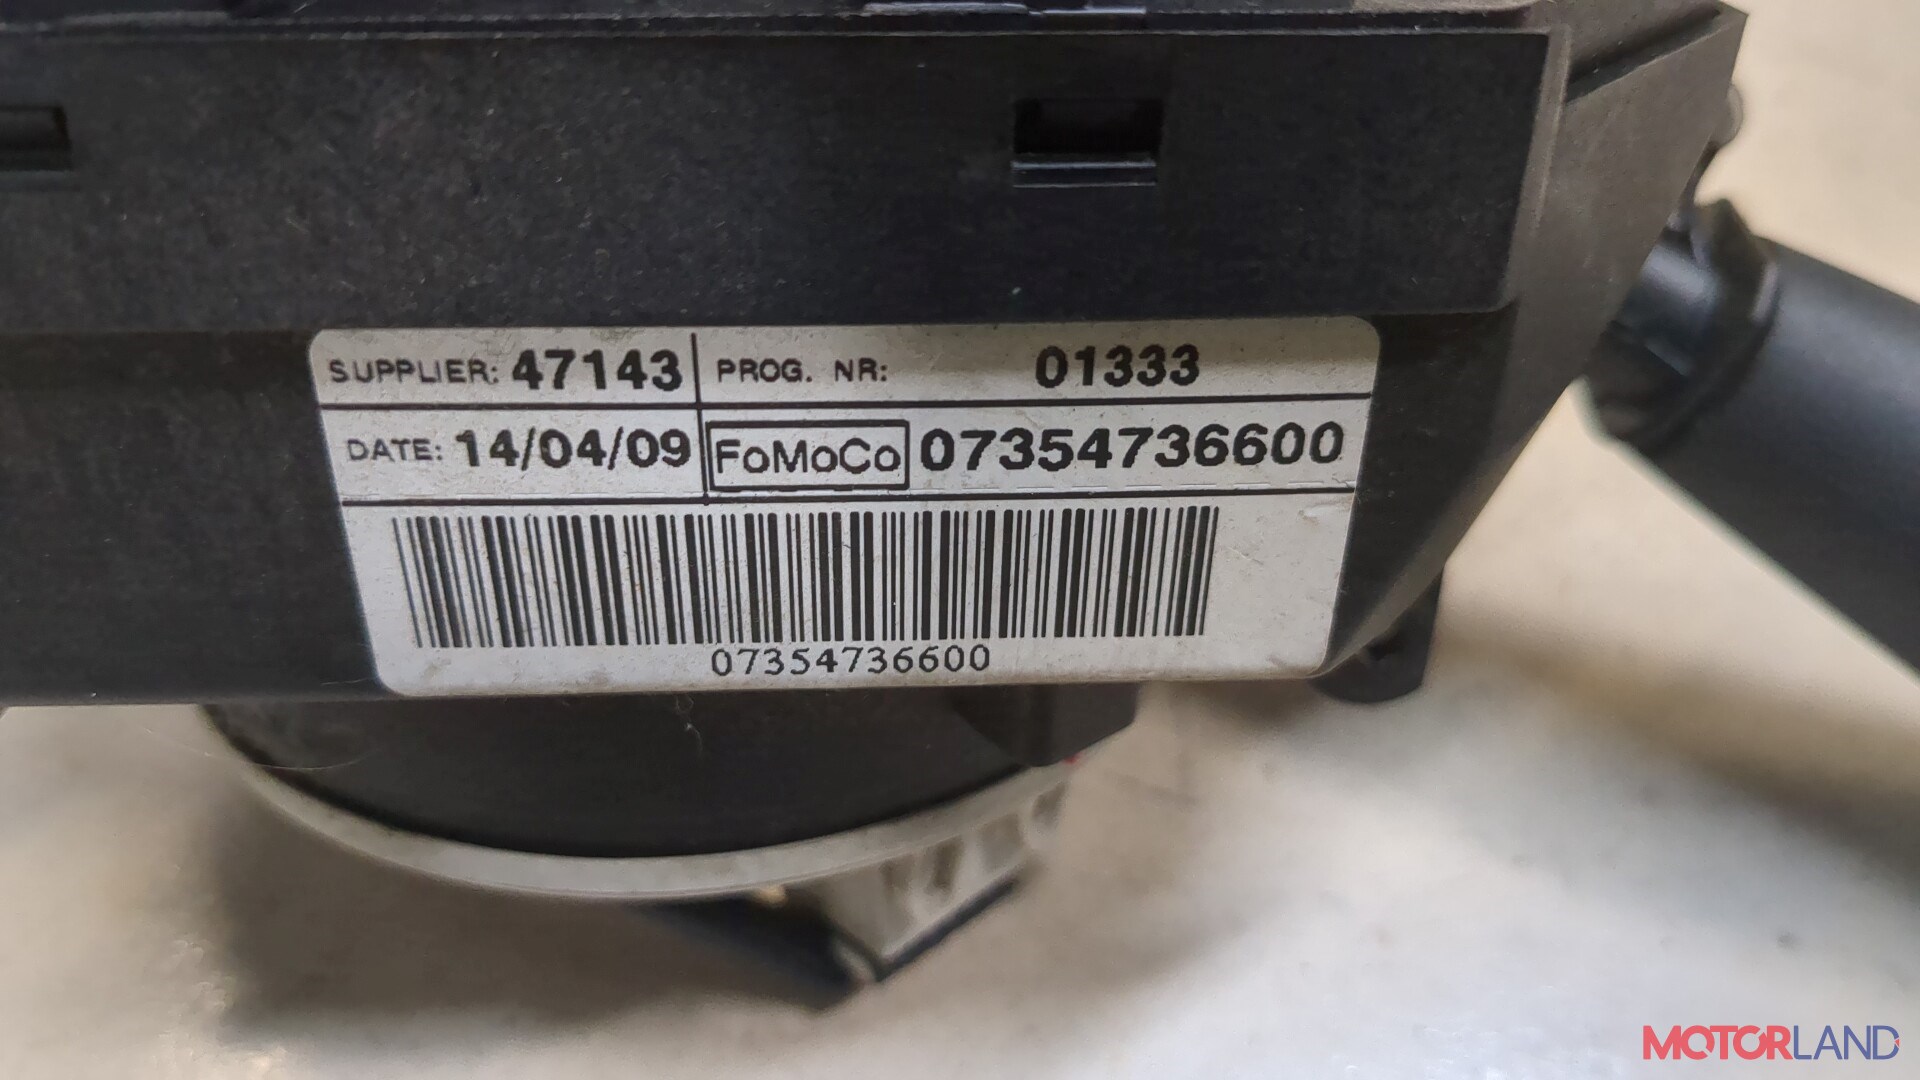 SUPPLIER: 47143 PROG. NR: 01333
DATE: 14/04/09 FoMoCo 07354736600
07354736600
MOTORLAND